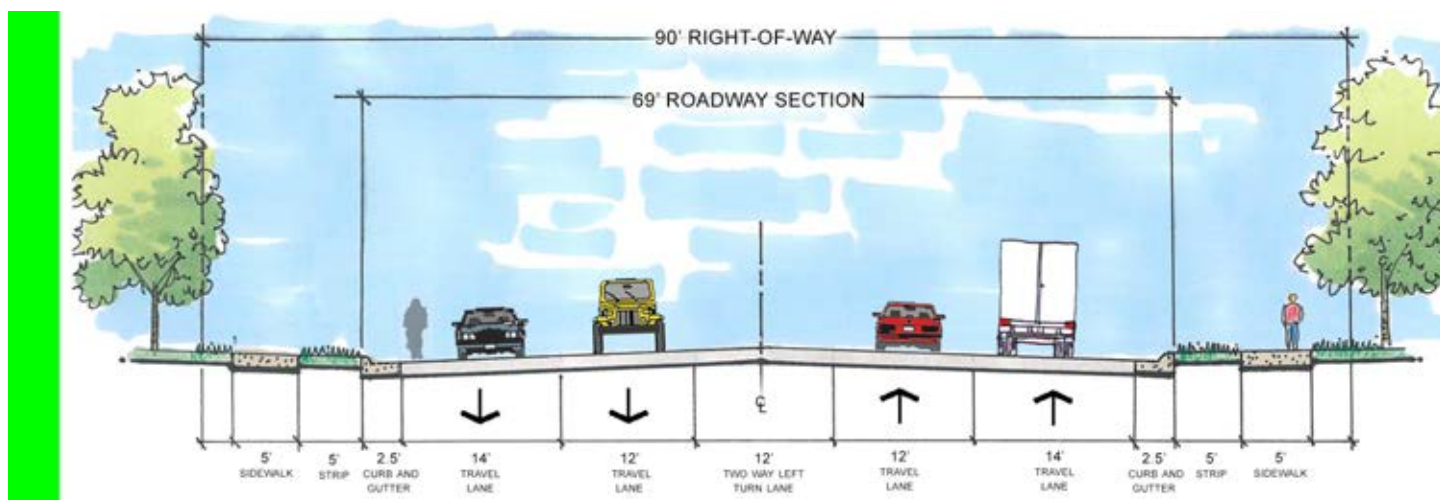 90' RIGHT-OF-WAY
69' ROADWAY SECTION
℄
5'
SIDEWALK
5'
STRIP
2.5'
CURB AND
GUTTER
14'
TRAVEL
LANE
12'
TRAVEL
LANE
12'
TWO WAY LEFT
TURN LANE
12'
TRAVEL
LANE
14'
TRAVEL
LANE
2.5'
CURB AND
GUTTER
5'
STRIP
5'
SIDEWALK